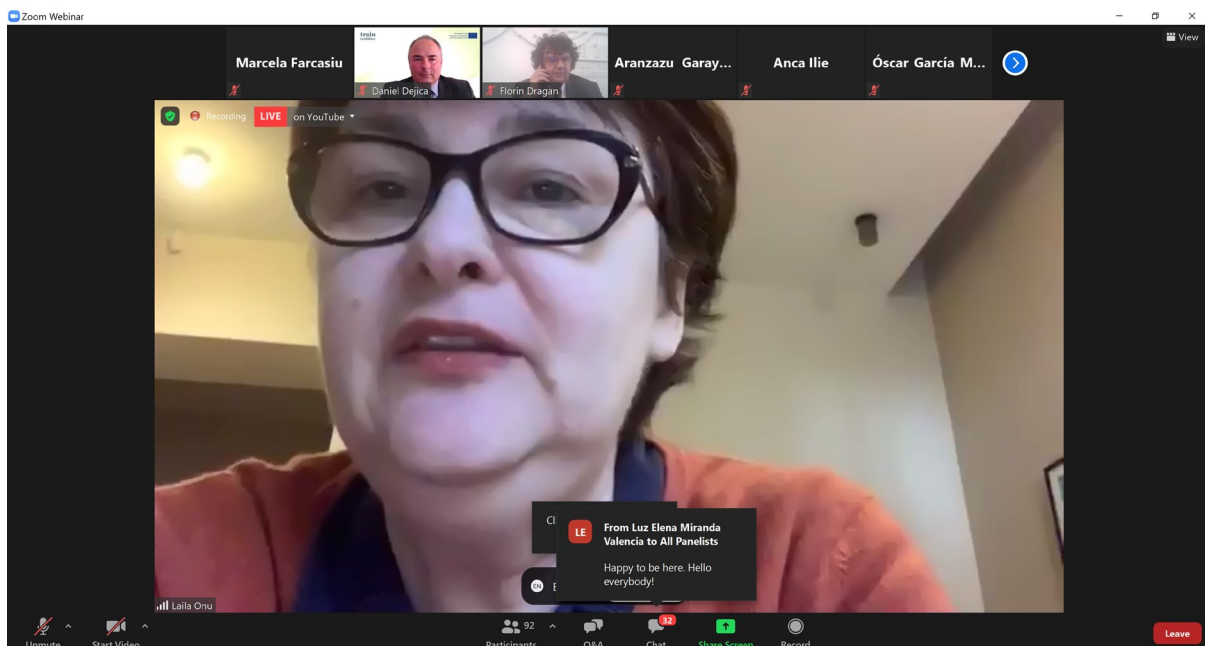 Zoom Webinar
View
Marcela Farcasiu
train
Daniel Dejica
Florin Dragan
Aranzazu Garay...
Anca Ilie
Óscar García M...
Recording
LIVE on YouTube
LE
From Luz Elena Miranda
Valencia to All Panelists
Happy to be here. Hello
everybody!
EN
Laila Onu
92
32
Unmute
Start Video
Participants
Q&A
Chat
Share Screen
Record
Leave